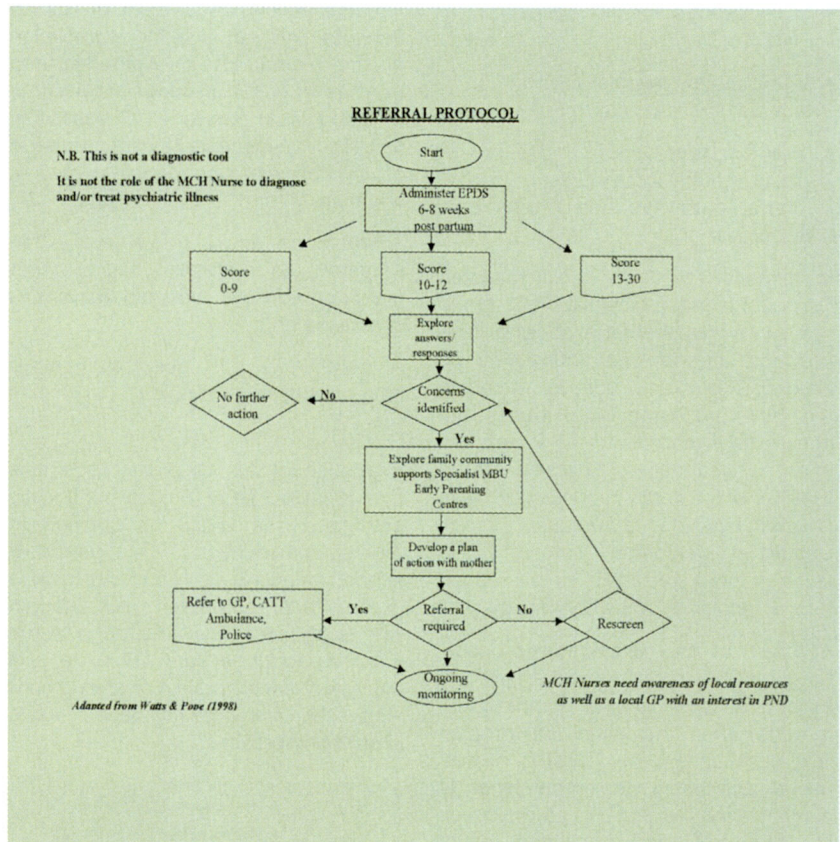 REFERRAL PROTOCOL
N.B. This is not a diagnostic tool
It is not the role of the MCH Nurse to diagnose
and/or treat psychiatric illness
Start
Administer EPDS
6-8 weeks
post partum
Score
0-9
Score
10-12
Score
13-30
Explore
answers/
responses
Concerns
identified
No
No further
action
Yes
Explore family community
supports Specialist MBU
Early Parenting
Centres
Develop a plan
of action with mother
Referral
required
Yes
Refer to GP, CATT
Ambulance,
Police
No
Rescreen
Ongoing
monitoring
MCH Nurses need awareness of local resources
as well as a local GP with an interest in PND
Adapted from Watts & Pope (1998)